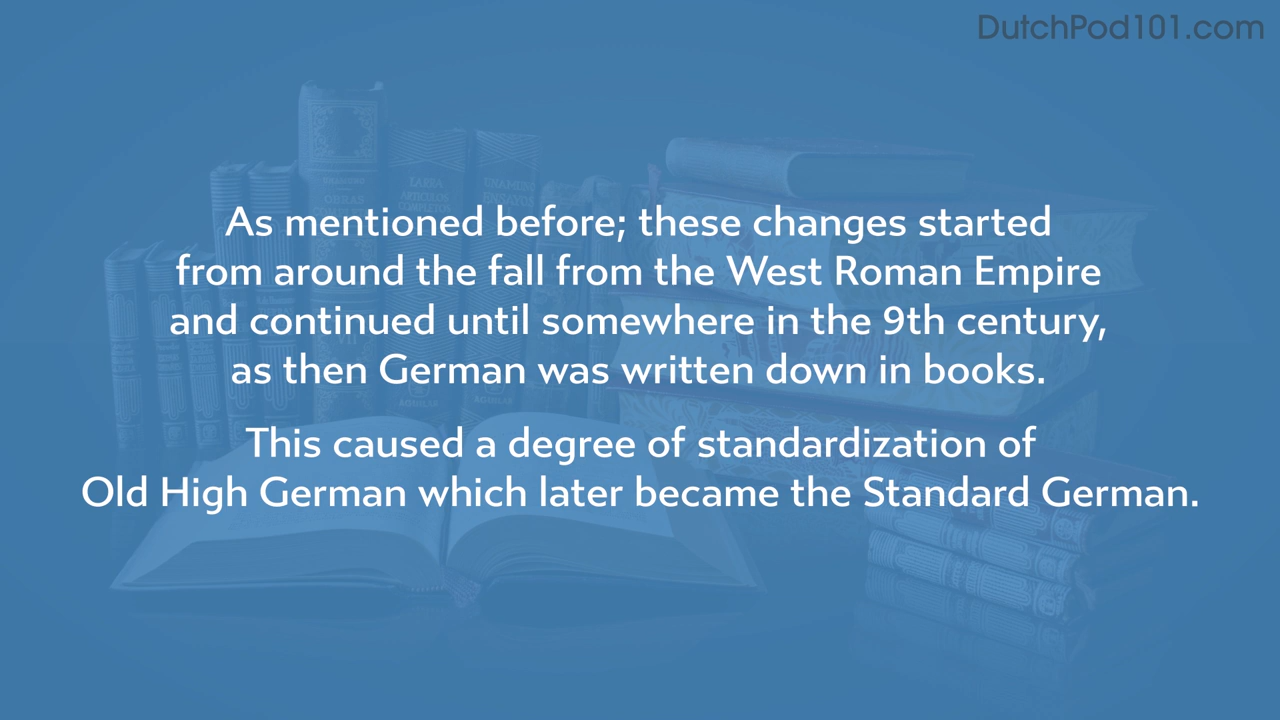 DutchPod101.com
As mentioned before; these changes started
from around the fall from the West Roman Empire
and continued until somewhere in the 9th century,
as then German was written down in books.
This caused a degree of standardization of
Old High German which later became the Standard German.